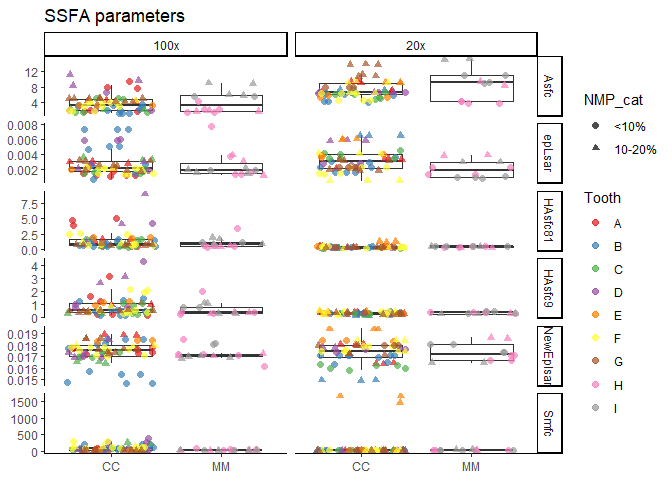 SSFA parameters
100x
20x
12
8
4
Asfc
0.008
0.006
0.004
0.002
epLsar
7.5
5.0
2.5
0.0
HAsfc81
4
3
2
1
0
HAsfc9
0.019
0.018
0.017
0.016
0.015
NewEplsar
1500
1000
500
0
Smfc
CC
MM
CC
MM
NMP_cat
<10%
10-20%
Tooth
A
B
C
D
E
F
G
H
I